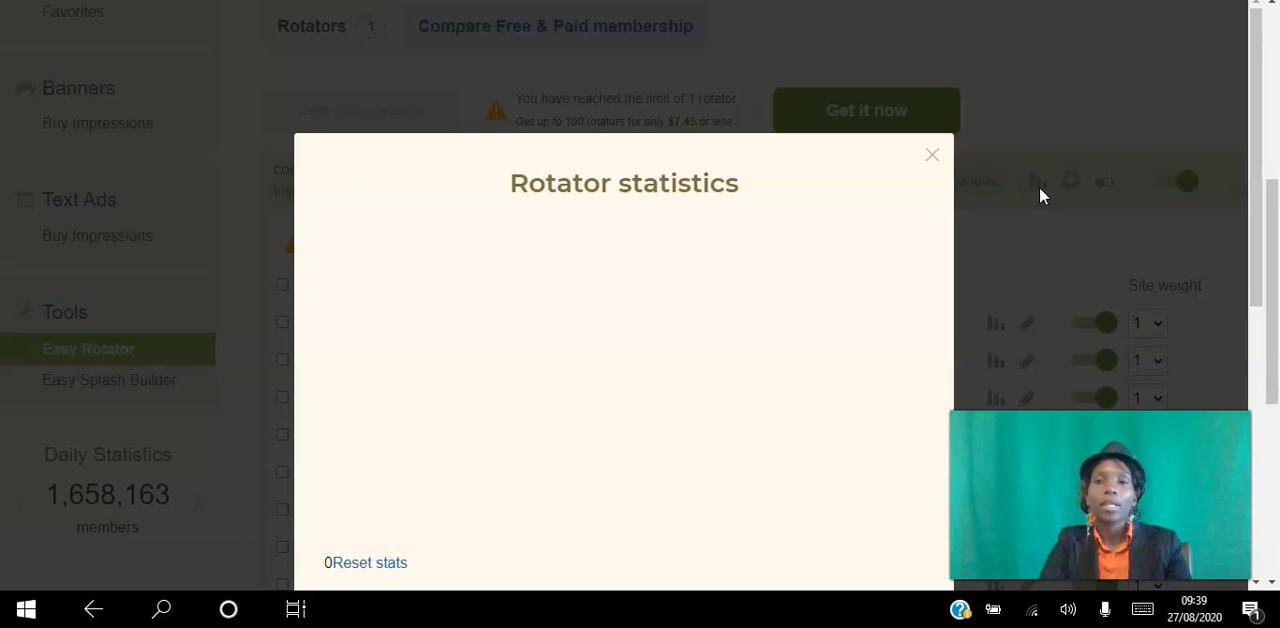 Favorites
Rotators 1 Compare Free & Paid membership
Banners
Buy Impressions
You have reached the limit of 1 rotator
Get up to 100 rotators for only $7.45 or less
Get it now
Rotator statistics
Text Ads
Buy Impressions
Site weight
Tools
1
Easy Rotator
1
Easy Splash Builder
1
Daily Statistics
1,658,163
members
0Reset stats
1
09:39
27/08/2020
1